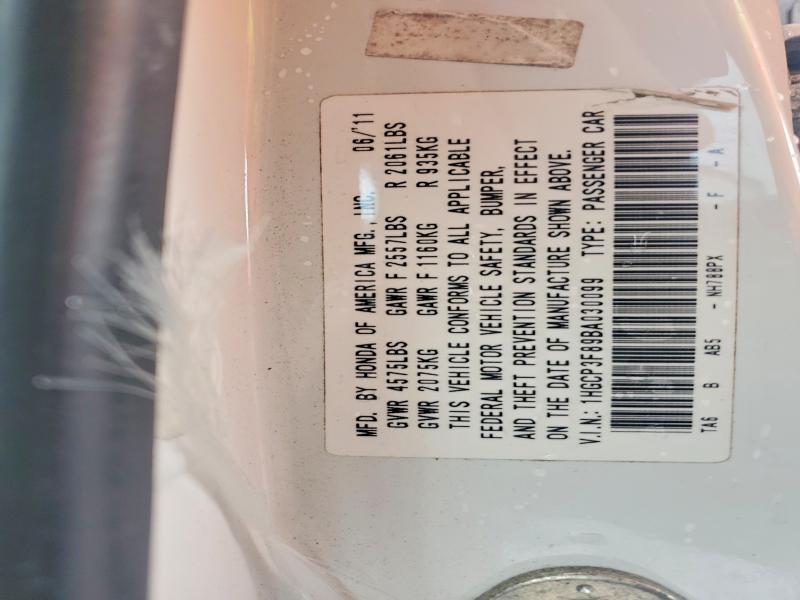 MFD. BY HONDA OF AMERICA MFG., INC. 06/'11
GVWR 4575LBS GAWR F 2557LBS R 2061LBS
GVWR 2075KG GAWR F 1160KG R 935KG
THIS VEHICLE CONFORMS TO ALL APPLICABLE
FEDERAL MOTOR VEHICLE SAFETY, BUMPER,
AND THEFT PREVENTION STANDARDS IN EFFECT
ON THE DATE OF MANUFACTURE SHOWN ABOVE.
V.I.N.: 1HGCP3F89BA030099 TYPE: PASSENGER CAR
TA6 B AB5 - NH788PX - F - A